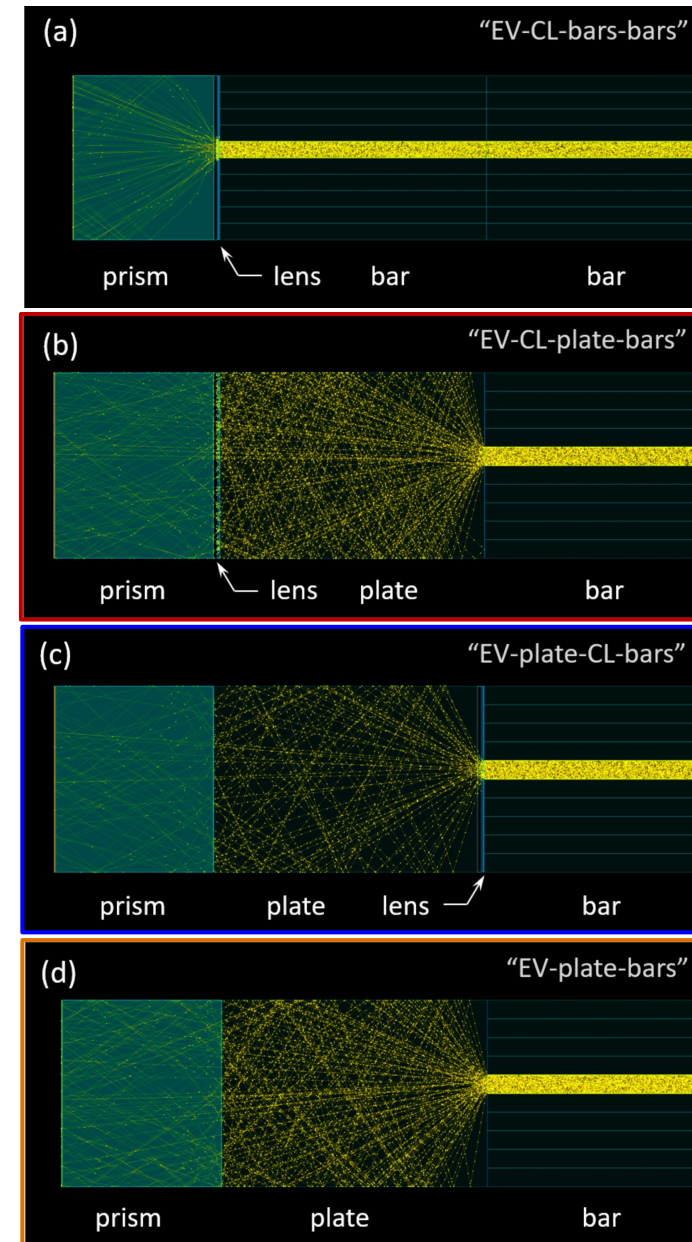 (a) “EV-CL-bars-bars”
prism lens bar bar
(b) “EV-CL-plate-bars”
prism lens plate bar
(c) “EV-plate-CL-bars”
prism plate lens bar
(d) “EV-plate-bars”
prism plate bar